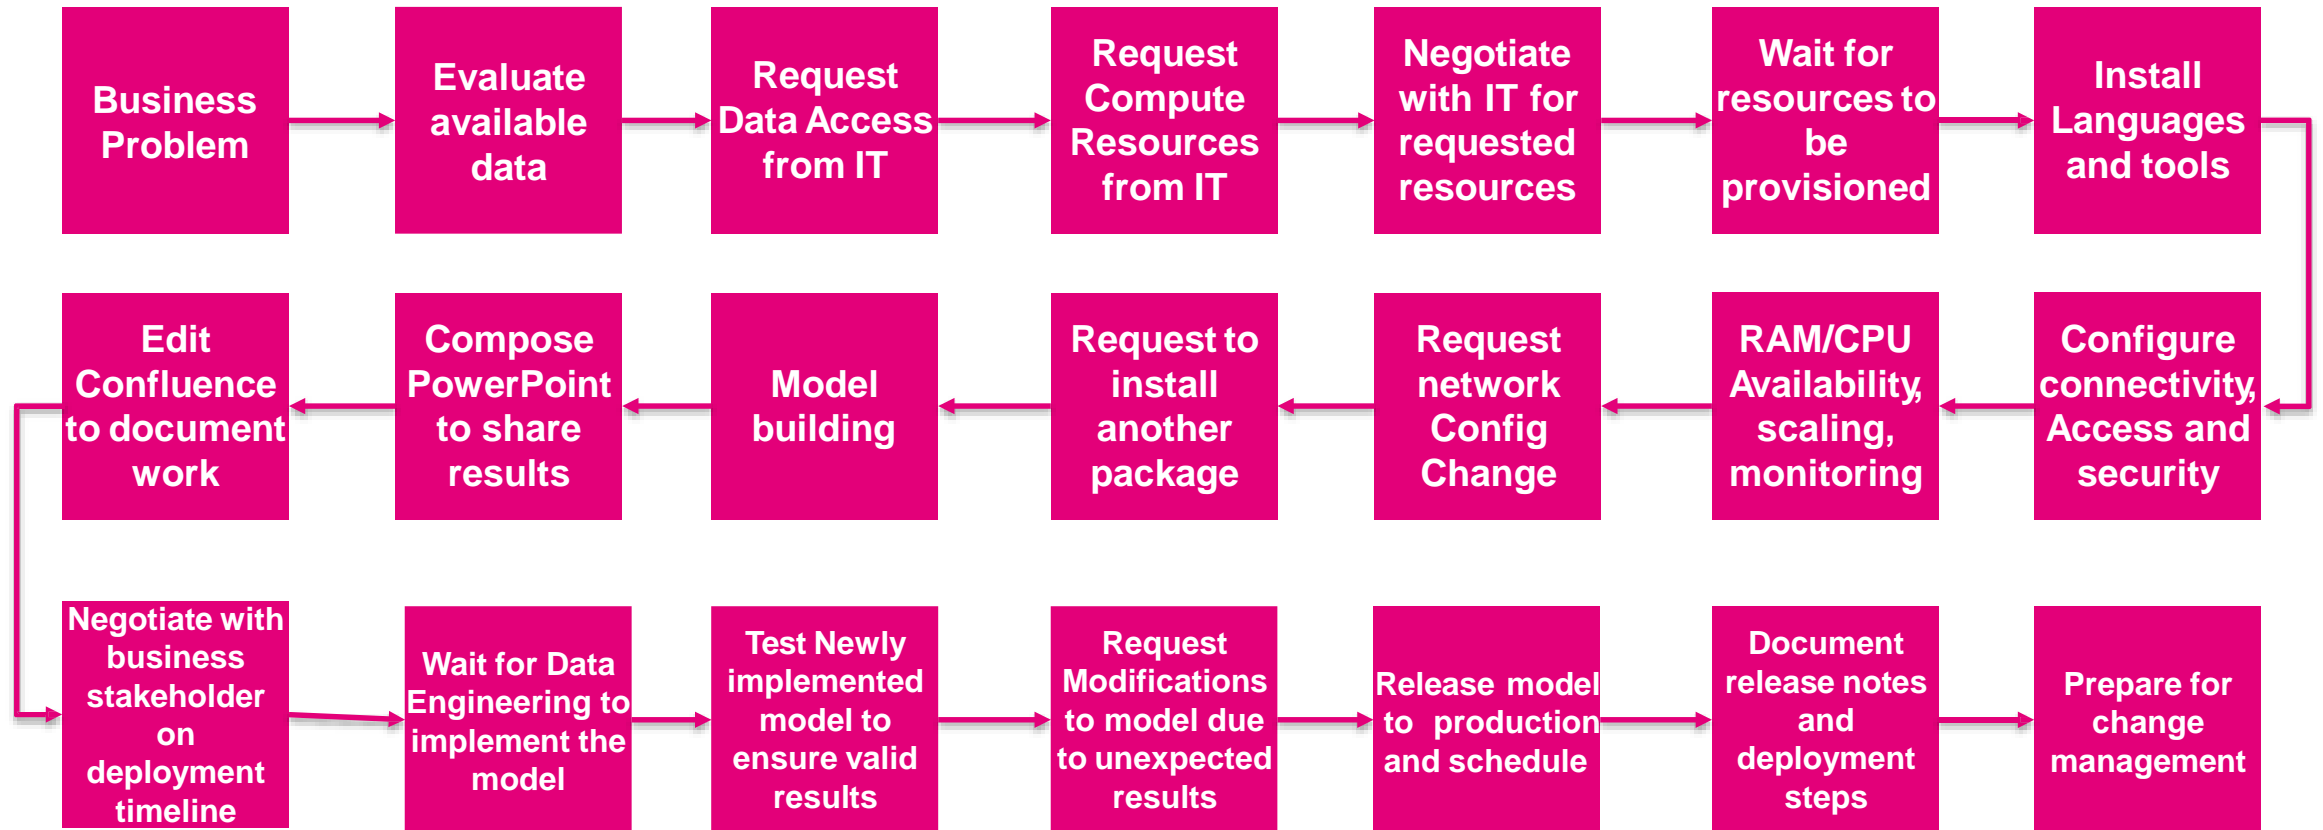 Business
Problem
Evaluate
available
data
Request
Data Access
from IT
Request
Compute
Resources
from IT
Negotiate
with IT for
requested
resources
Wait for
resources to
be
provisioned
Install
Languages
and tools
Configure
connectivity,
Access and
security
RAM/CPU
Availability,
scaling,
monitoring
Request
network
Config
Change
Request to
install
another
package
Model
building
Compose
PowerPoint
to share
results
Edit
Confluence
to document
work
Negotiate with
business
stakeholder
on
deployment
timeline
Wait for Data
Engineering to
implement the
model
Test Newly
implemented
model to
ensure valid
results
Request
Modifications
to model due
to unexpected
results
Release model
to production
and schedule
Document
release notes
and
deployment
steps
Prepare for
change
management